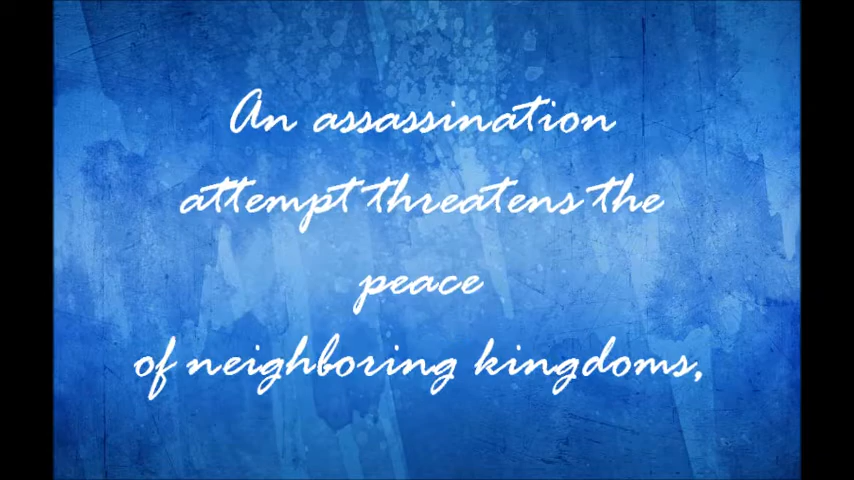 An assassination
attempt threatens the
peace
of neighboring kingdoms,